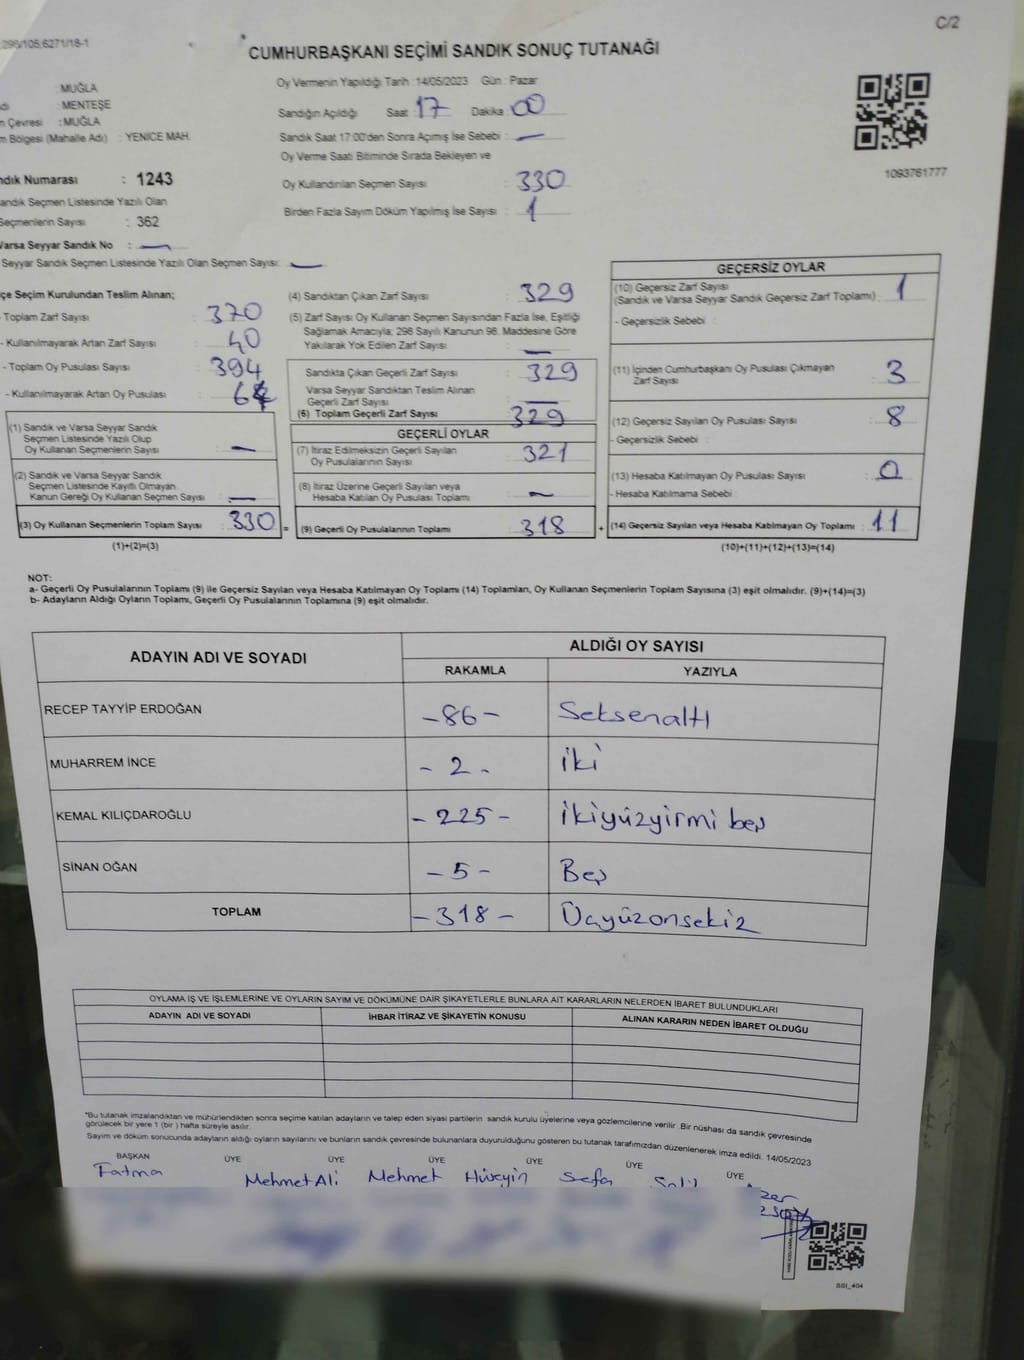 C/2
295/105.6271/18-1
CUMHURBAŞKANI SEÇİMİ SANDIK SONUÇ TUTANAĞI
: MUĞLA
: MENTEŞE
Çevresi : MUĞLA
Bölgesi (Mahalle Adı) : YENİCE MAH.
Numarası : 1243
Seçmen Listesinde Yazılı Olan
Seçmenlerin Sayısı : 362
Varsa Seyyar Sandık No : —
Seyyar Sandık Seçmen Listesinde Yazılı Olan Seçmen Sayısı: —
Oy Vermenin Yapıldığı Tarih : 14/05/2023 Gün : Pazar
Sandığın Açıldığı Saat : 17 Dakika : 00
Sandık Saat 17:00'den Sonra Açılmış İse Sebebi : —
Oy Verme Saati Bitiminde Sırada Bekleyen ve
Oy Kullandırılan Seçmen Sayısı : 330
Birden Fazla Sayım Döküm Yapılmış İse Sayısı : 1
1093761777
Seçim Kurulundan Teslim Alınan;
Toplam Zarf Sayısı : 370
- Kullanılmayarak Artan Zarf Sayısı : 40
- Toplam Oy Pusulası Sayısı : 394
- Kullanılmayarak Artan Oy Pusulası : 64
(1) Sandık ve Varsa Seyyar Sandık
Seçmen Listesinde Yazılı Olup
Oy Kullanan Seçmenlerin Sayısı : —
(2) Sandık ve Varsa Seyyar Sandık
Seçmen Listesinde Kayıtlı Olmayan
Kanun Gereği Oy Kullanan Seçmen Sayısı : —
(3) Oy Kullanan Seçmenlerin Toplam Sayısı : 330 =
(1)+(2)=(3)
(4) Sandıktan Çıkan Zarf Sayısı : 329
(5) Zarf Sayısı Oy Kullanan Seçmen Sayısından Fazla İse, Eşitliği
Sağlamak Amacıyla; 298 Sayılı Kanunun 98. Maddesine Göre
Yakılarak Yok Edilen Zarf Sayısı : —
Sandıkta Çıkan Geçerli Zarf Sayısı : 329
Varsa Seyyar Sandıktan Teslim Alınan
Geçerli Zarf Sayısı : —
(6) Toplam Geçerli Zarf Sayısı : 329
GEÇERLİ OYLAR
(7) İtiraz Edilmeksizin Geçerli Sayılan
Oy Pusulalarının Sayısı : 321
(8) İtiraz Üzerine Geçerli Sayılan veya
Hesaba Katılan Oy Pusulası Toplamı : —
(9) Geçerli Oy Pusulalarının Toplamı : 318 +
GEÇERSİZ OYLAR
(10) Geçersiz Zarf Sayısı
(Sandık ve Varsa Seyyar Sandık Geçersiz Zarf Toplamı) : 1
- Geçersizlik Sebebi :
(11) İçinden Cumhurbaşkanı Oy Pusulası Çıkmayan
Zarf Sayısı : 3
(12) Geçersiz Sayılan Oy Pusulası Sayısı : 8
- Geçersizlik Sebebi :
(13) Hesaba Katılmayan Oy Pusulası Sayısı : 0
- Hesaba Katılmama Sebebi :
(14) Geçersiz Sayılan veya Hesaba Katılmayan Oy Toplamı : 11
(10)+(11)+(12)+(13)=(14)
NOT:
a- Geçerli Oy Pusulalarının Toplamı (9) ile Geçersiz Sayılan veya Hesaba Katılmayan Oy Toplamı (14) Toplamları, Oy Kullanan Seçmenlerin Toplam Sayısına (3) eşit olmalıdır. (9)+(14)=(3)
b- Adayların Aldığı Oyların Toplamı, Geçerli Oy Pusulalarının Toplamına (9) eşit olmalıdır.
ADAYIN ADI VE SOYADI
ALDIĞI OY SAYISI
RAKAMLA YAZIYLA
RECEP TAYYİP ERDOĞAN -86- Seksenaltı
MUHARREM İNCE -2- iki
KEMAL KILIÇDAROĞLU -225- ikiyüzyirmi beş
SİNAN OĞAN -5- Beş
TOPLAM -318- Üçyüzonsekiz
OYLAMA İŞ VE İŞLEMLERİNE VE OYLARIN SAYIM VE DÖKÜMÜNE DAİR ŞİKAYETLERLE BUNLARA AİT KARARLARIN NELERDEN İBARET BULUNDUKLARI
ADAYIN ADI VE SOYADI İHBAR İTİRAZ VE ŞİKAYETİN KONUSU ALINAN KARARIN NEDEN İBARET OLDUĞU
*Bu tutanak imzalandıktan ve mühürlendikten sonra seçime katılan adayların ve talep eden siyasi partilerin sandık kurulu üyelerine veya gözlemcilerine verilir. Bir nüshası da sandık çevresinde
görülecek bir yere 1 (bir ) hafta süreyle asılır.
Sayım ve döküm sonucunda adayların aldığı oyların sayılarını ve bunların sandık çevresinde bulunanlara duyurulduğunu gösteren bu tutanak tarafımızdan düzenlenerek imza edildi. 14/05/2023
BAŞKAN ÜYE ÜYE ÜYE ÜYE ÜYE ÜYE
Fatma Mehmet Ali Mehmet Hüseyin Sefa
SSI_404